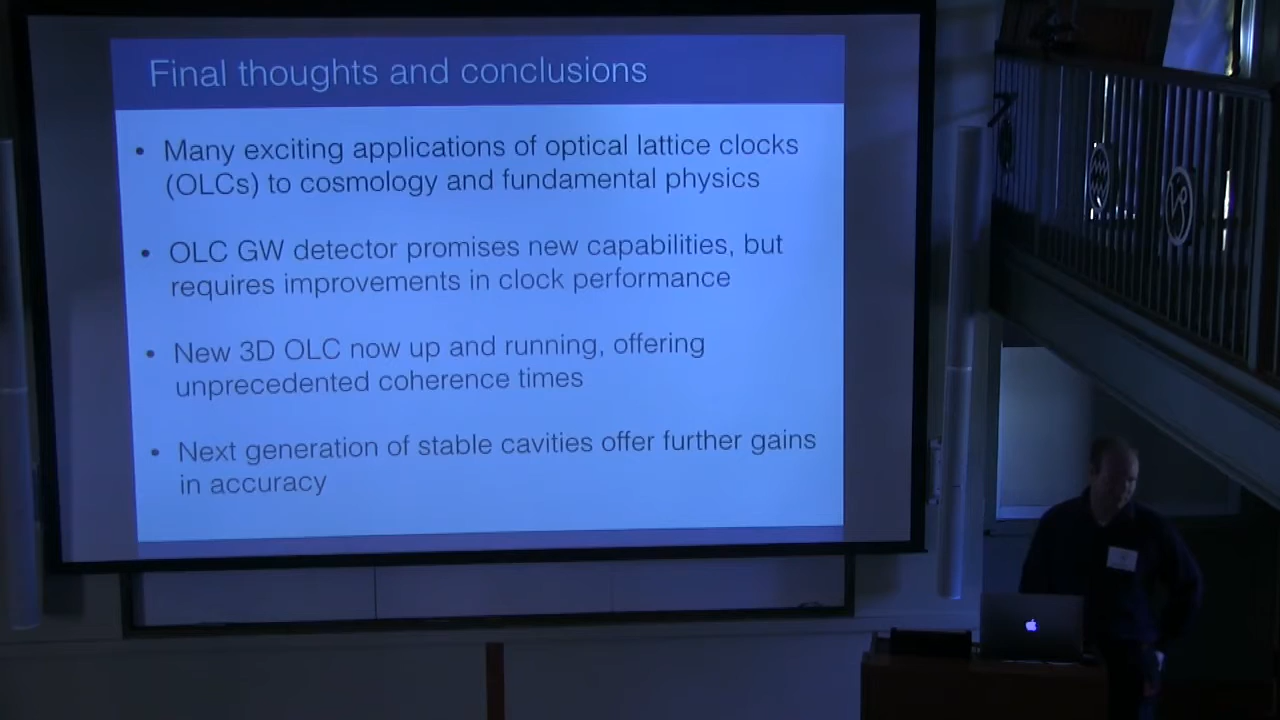 Final thoughts and conclusions
• Many exciting applications of optical lattice clocks
(OLCs) to cosmology and fundamental physics
• OLC GW detector promises new capabilities, but
requires improvements in clock performance
• New 3D OLC now up and running, offering
unprecedented coherence times
• Next generation of stable cavities offer further gains
in accuracy